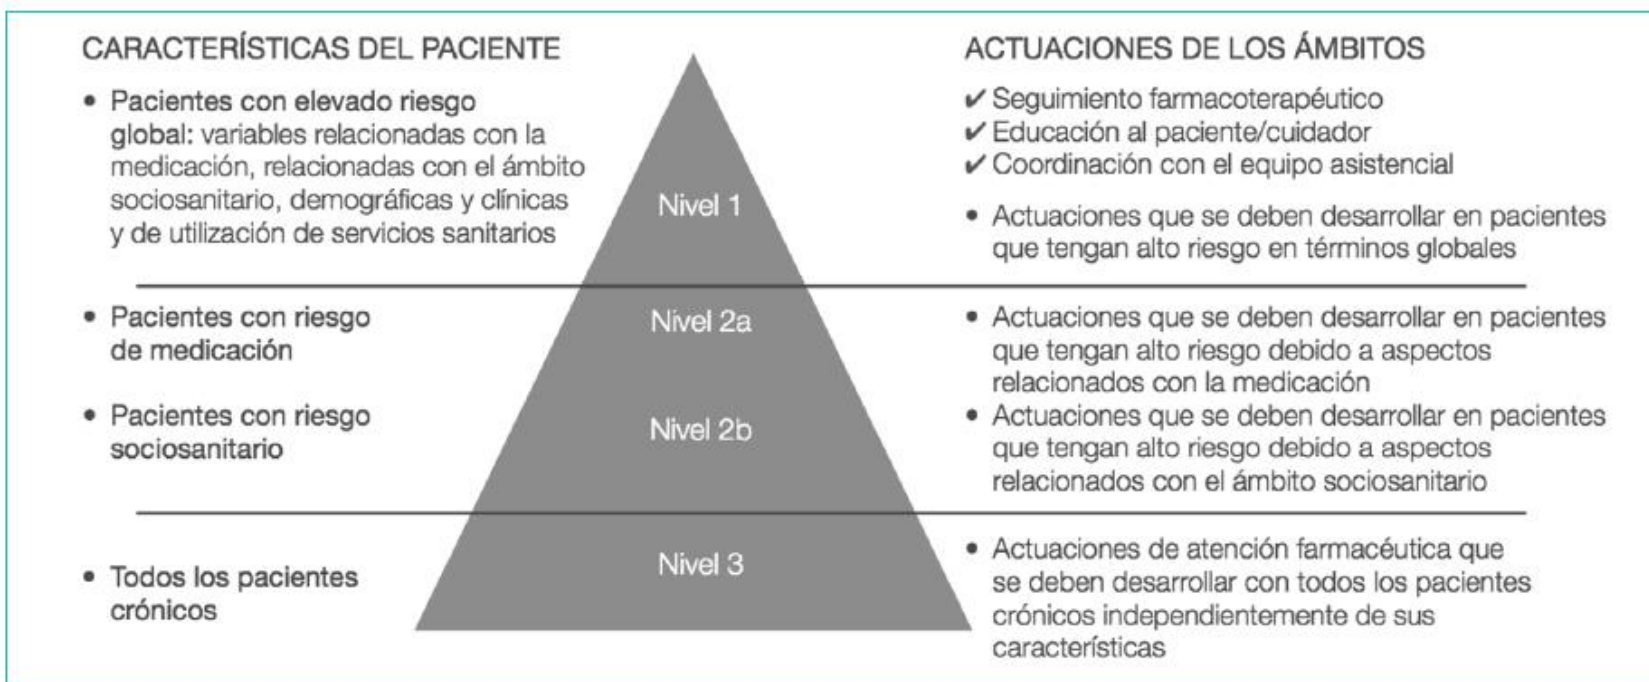 CARACTERÍSTICAS DEL PACIENTE
• Pacientes con elevado riesgo
global: variables relacionadas con la
medicación, relacionadas con el ámbito
sociosanitario, demográficas y clínicas
y de utilización de servicios sanitarios
• Pacientes con riesgo
de medicación
• Pacientes con riesgo
sociosanitario
• Todos los pacientes
crónicos
Nivel 1
Nivel 2a
Nivel 2b
Nivel 3
ACTUACIONES DE LOS ÁMBITOS
✔ Seguimiento farmacoterapéutico
✔ Educación al paciente/cuidador
✔ Coordinación con el equipo asistencial
• Actuaciones que se deben desarrollar en pacientes
que tengan alto riesgo en términos globales
• Actuaciones que se deben desarrollar en pacientes
que tengan alto riesgo debido a aspectos
relacionados con la medicación
• Actuaciones que se deben desarrollar en pacientes
que tengan alto riesgo debido a aspectos
relacionados con el ámbito sociosanitario
• Actuaciones de atención farmacéutica que
se deben desarrollar con todos los pacientes
crónicos independientemente de sus
características